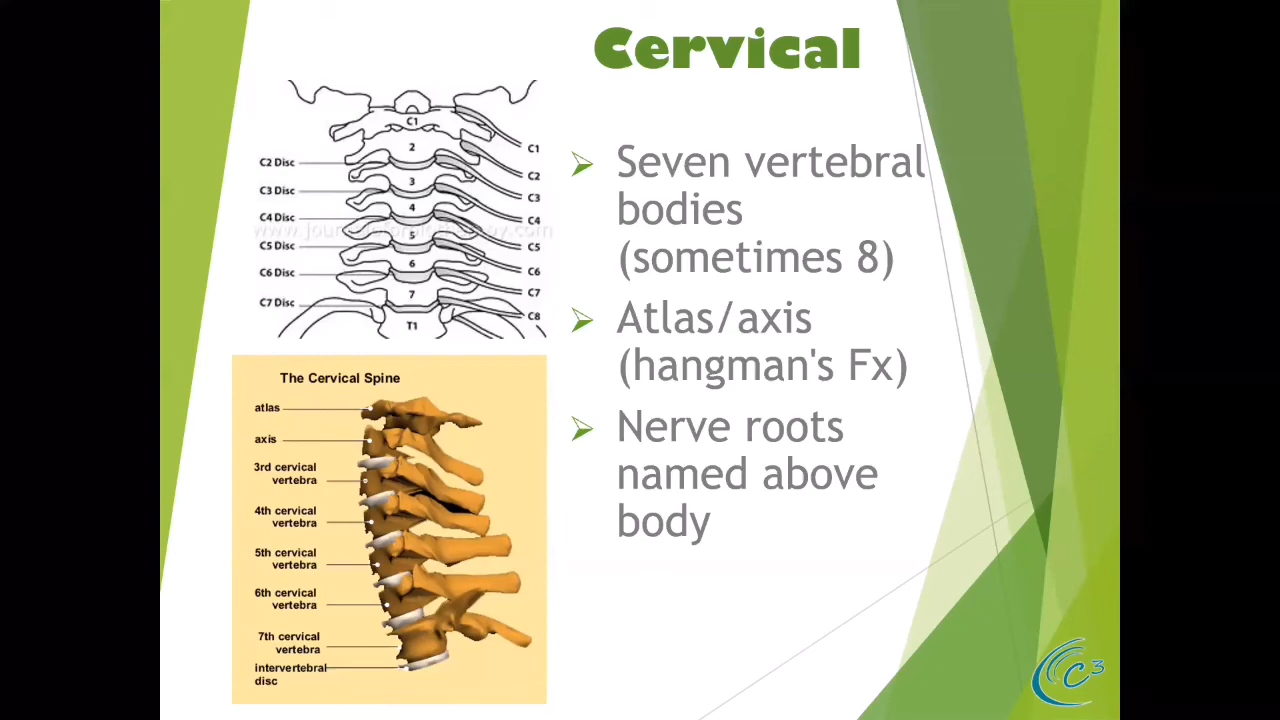 Cervical
C1
2
3
4
5
6
7
T1
C2 Disc
C3 Disc
C4 Disc
C5 Disc
C6 Disc
C7 Disc
C1
C2
C3
C4
C5
C6
C7
C8
The Cervical Spine
atlas
axis
3rd cervical
vertebra
4th cervical
vertebra
5th cervical
vertebra
6th cervical
vertebra
7th cervical
vertebra
intervertebral
disc
Seven vertebral
bodies
(sometimes 8)
Atlas/axis
(hangman's Fx)
Nerve roots
named above
body
C3